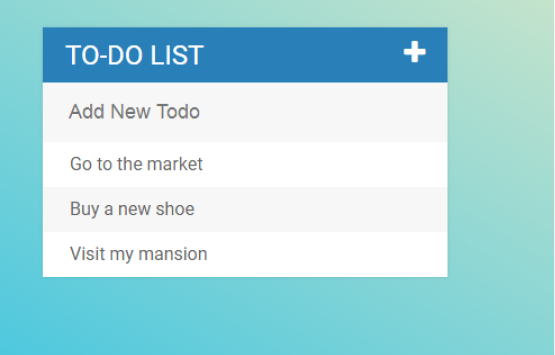 TO-DO LIST
Add New Todo
Go to the market
Buy a new shoe
Visit my mansion